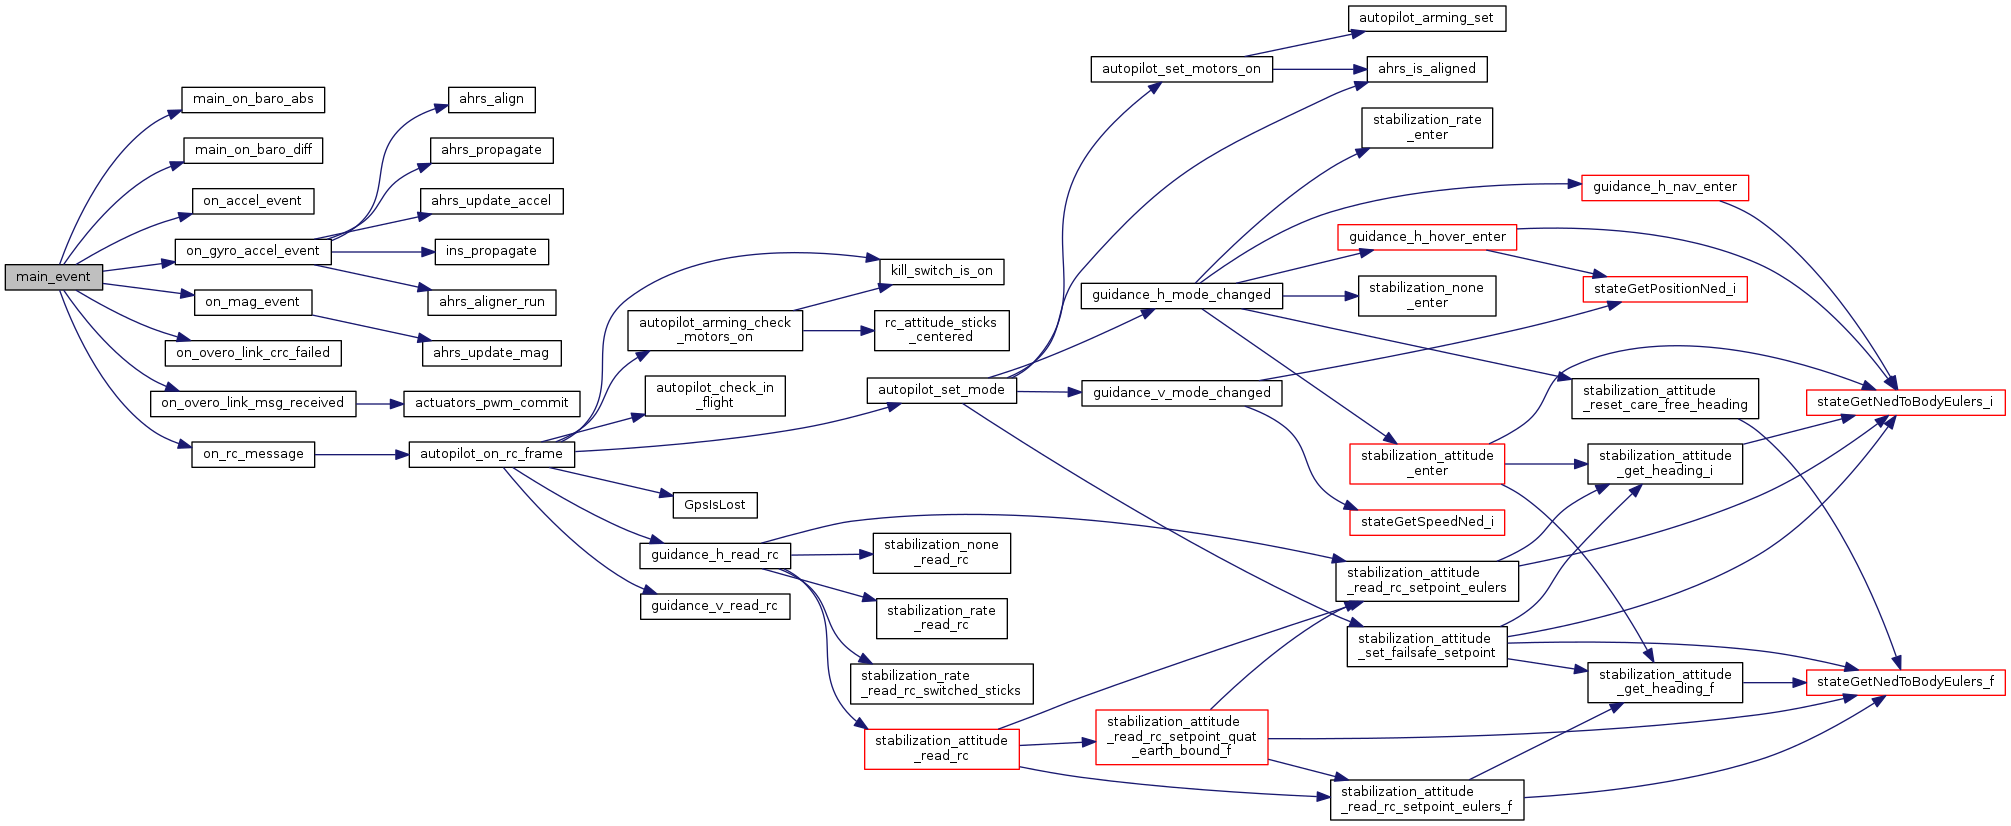 main_event
main_on_baro_abs
main_on_baro_diff
on_accel_event
on_gyro_accel_event
on_mag_event
on_overo_link_crc_failed
on_overo_link_msg_received
on_rc_message
ahrs_align
ahrs_propagate
ahrs_update_accel
ins_propagate
ahrs_aligner_run
ahrs_update_mag
actuators_pwm_commit
autopilot_on_rc_frame
autopilot_arming_check
_motors_on
autopilot_check_in
_flight
GpsIsLost
guidance_h_read_rc
guidance_v_read_rc
kill_switch_is_on
rc_attitude_sticks
_centered
autopilot_set_mode
stabilization_none
_read_rc
stabilization_rate
_read_rc
stabilization_rate
_read_rc_switched_sticks
stabilization_attitude
_read_rc
autopilot_set_motors_on
guidance_h_mode_changed
guidance_v_mode_changed
stabilization_attitude
_read_rc_setpoint_quat
_earth_bound_f
autopilot_arming_set
ahrs_is_aligned
stabilization_rate
_enter
guidance_h_hover_enter
stabilization_none
_enter
stabilization_attitude
_enter
stateGetSpeedNed_i
stabilization_attitude
_read_rc_setpoint_eulers
stabilization_attitude
_set_failsafe_setpoint
stabilization_attitude
_read_rc_setpoint_eulers_f
guidance_h_nav_enter
stateGetPositionNed_i
stabilization_attitude
_reset_care_free_heading
stabilization_attitude
_get_heading_i
stabilization_attitude
_get_heading_f
stateGetNedToBodyEulers_i
stateGetNedToBodyEulers_f